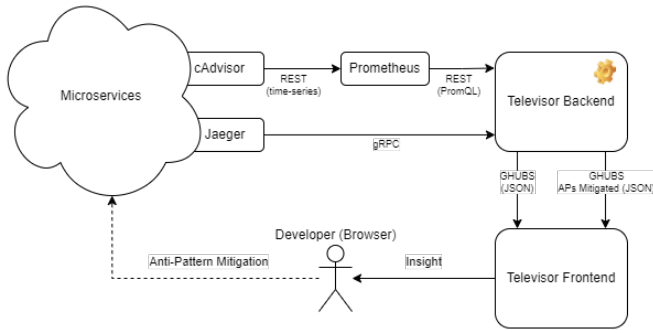 Microservices
cAdvisor
REST
(time-series)
Prometheus
REST
(PromQL)
Televisor Backend
Jaeger
gRPC
GHUBS
(JSON)
GHUBS
APs Mitigated (JSON)
Developer (Browser)
Anti-Pattern Mitigation
Insight
Televisor Frontend